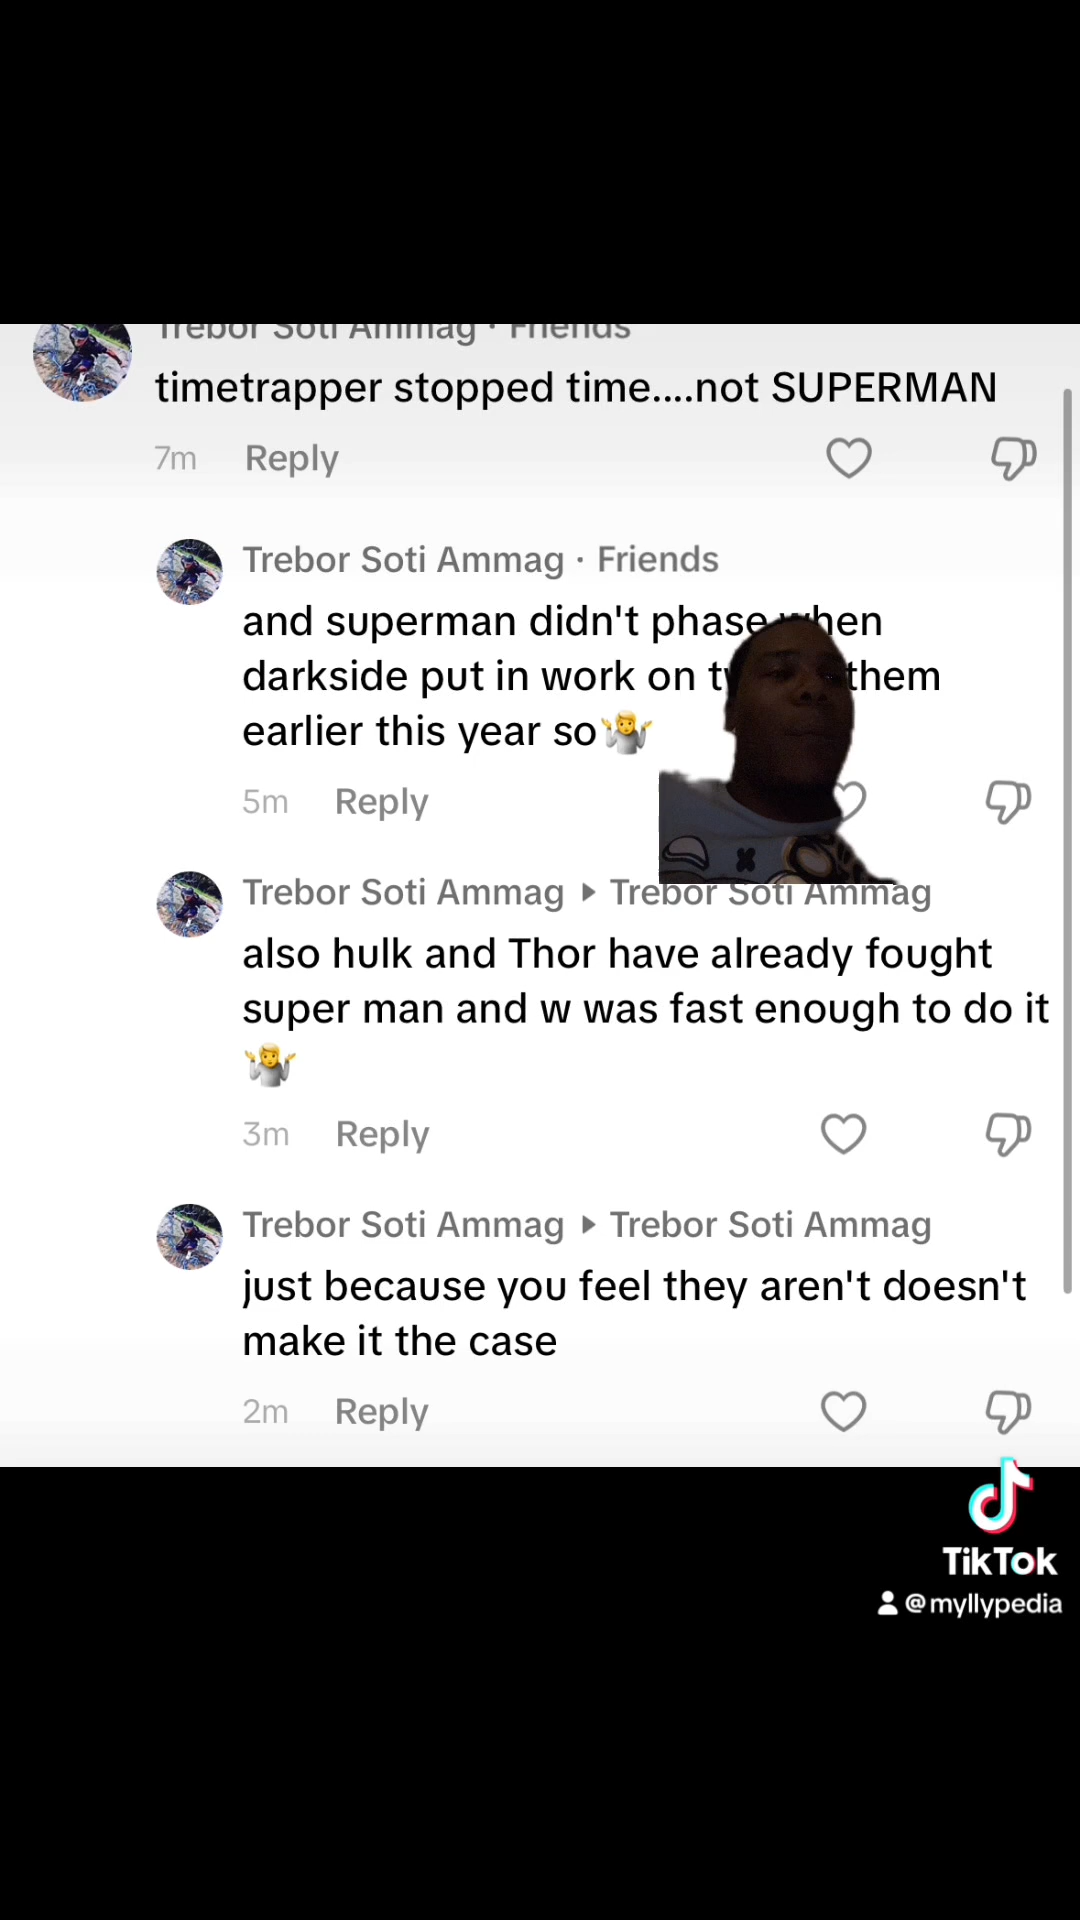 Trebor Soti Ammag · Friends
timetrapper stopped time....not SUPERMAN
7m Reply
Trebor Soti Ammag · Friends
and superman didn't phase when
darkside put in work on them
earlier this year so🤷
5m Reply
Trebor Soti Ammag ▸ Trebor Soti Ammag
also hulk and Thor have already fought
super man and w was fast enough to do it
🤷
3m Reply
Trebor Soti Ammag ▸ Trebor Soti Ammag
just because you feel they aren't doesn't
make it the case
2m Reply
TikTok
@myllypedia